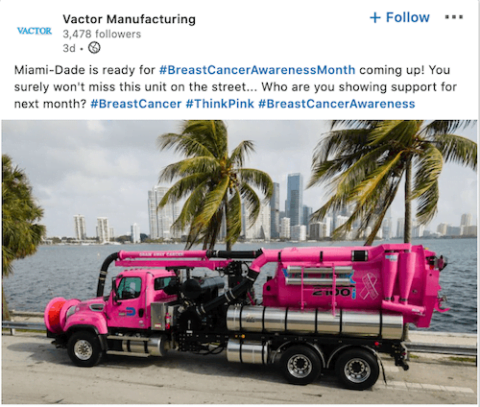 VACTOR
Vactor Manufacturing
+ Follow
3,478 followers
3d •
Miami-Dade is ready for #BreastCancerAwarenessMonth coming up! You
surely won't miss this unit on the street... Who are you showing support for
next month? #BreastCancer #ThinkPink #BreastCancerAwareness
2100